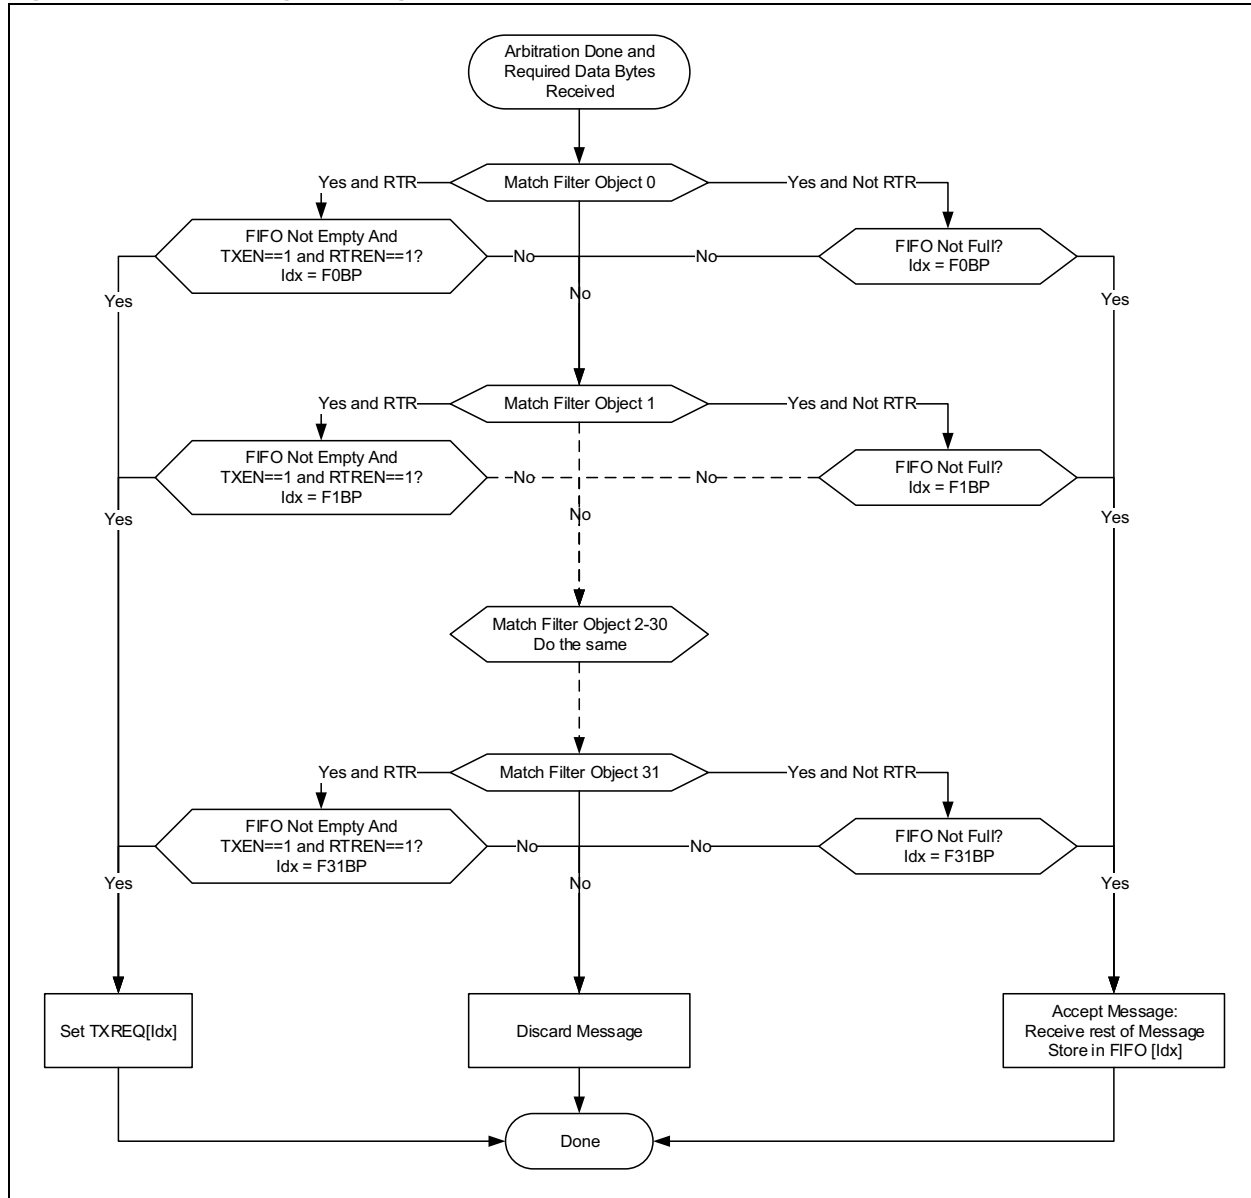 Arbitration Done and
Required Data Bytes
Received
Match Filter Object 0
Yes and RTR
Yes and Not RTR
FIFO Not Empty And
TXEN==1 and RTREN==1?
Idx = F0BP
No
No
FIFO Not Full?
Idx = F0BP
Yes
No
Yes
Match Filter Object 1
Yes and RTR
Yes and Not RTR
FIFO Not Empty And
TXEN==1 and RTREN==1?
Idx = F1BP
No
No
FIFO Not Full?
Idx = F1BP
Yes
No
Yes
Match Filter Object 2-30
Do the same
Match Filter Object 31
Yes and RTR
Yes and Not RTR
FIFO Not Empty And
TXEN==1 and RTREN==1?
Idx = F31BP
No
No
FIFO Not Full?
Idx = F31BP
Yes
No
Yes
Set TXREQ[Idx]
Discard Message
Accept Message:
Receive rest of Message
Store in FIFO [Idx]
Done